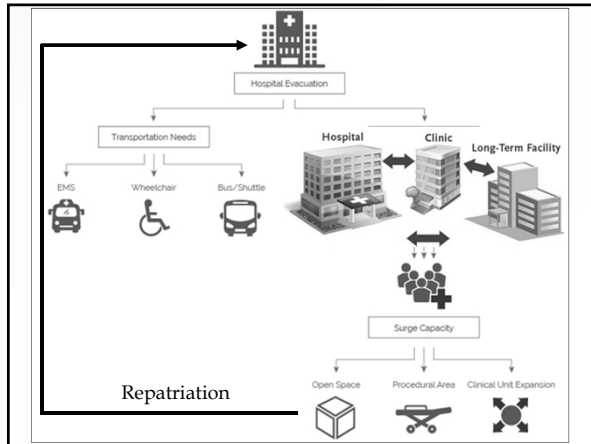 Hospital Evacuation
Transportation Needs
Hospital
Clinic
Long-Term Facility
EMS
Wheelchair
Bus/Shuttle
Surge Capacity
Repatriation
Open Space
Procedural Area
Clinical Unit Expansion